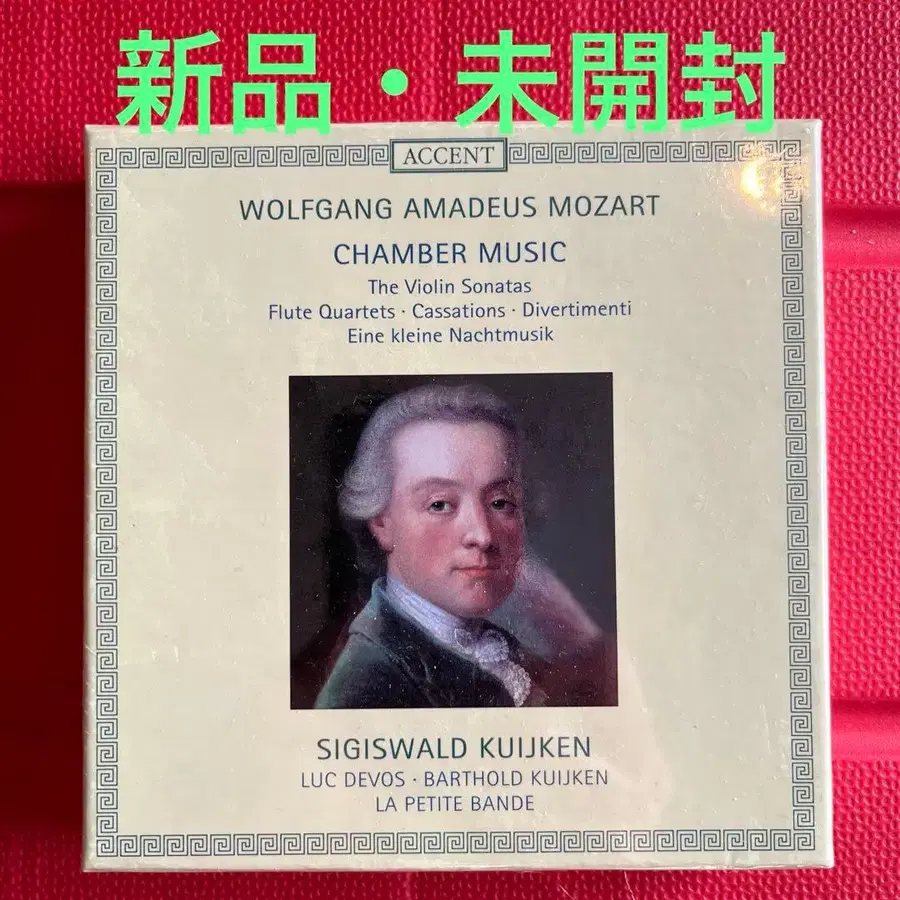 新品・未開封
ACCENT
WOLFGANG AMADEUS MOZART
CHAMBER MUSIC
The Violin Sonatas
Flute Quartets · Cassations · Divertimenti
Eine kleine Nachtmusik
SIGISWALD KUIJKEN
LUC DEVOS · BARTHOLD KUIJKEN
LA PETITE BANDE